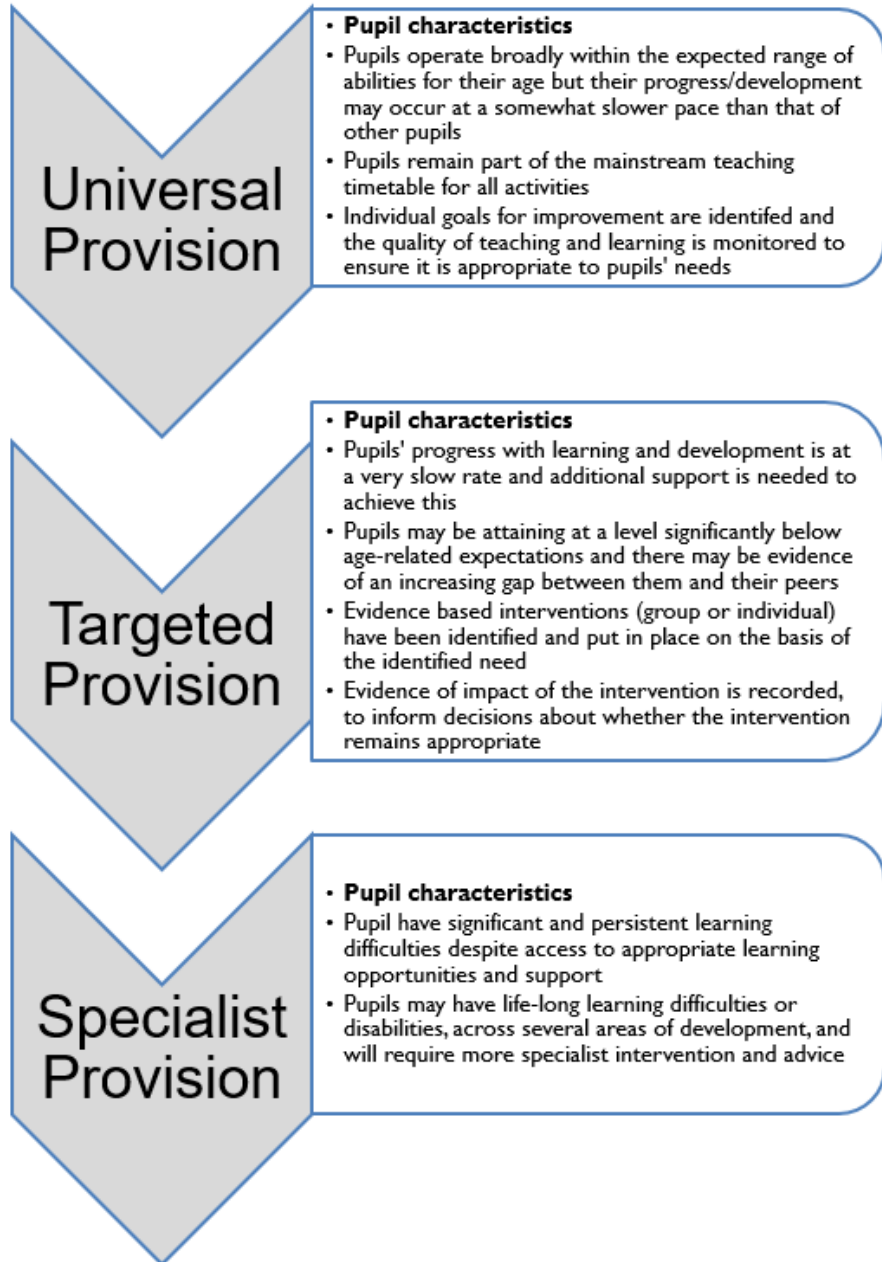 Universal
Provision
• Pupil characteristics
• Pupils operate broadly within the expected range of
abilities for their age but their progress/development
may occur at a somewhat slower pace than that of
other pupils
• Pupils remain part of the mainstream teaching
timetable for all activities
• Individual goals for improvement are identifed and
the quality of teaching and learning is monitored to
ensure it is appropriate to pupils' needs
Targeted
Provision
• Pupil characteristics
• Pupils' progress with learning and development is at
a very slow rate and additional support is needed to
achieve this
• Pupils may be attaining at a level significantly below
age-related expectations and there may be evidence
of an increasing gap between them and their peers
• Evidence based interventions (group or individual)
have been identified and put in place on the basis of
the identified need
• Evidence of impact of the intervention is recorded,
to inform decisions about whether the intervention
remains appropriate
Specialist
Provision
• Pupil characteristics
• Pupil have significant and persistent learning
difficulties despite access to appropriate learning
opportunities and support
• Pupils may have life-long learning difficulties or
disabilities, across several areas of development, and
will require more specialist intervention and advice